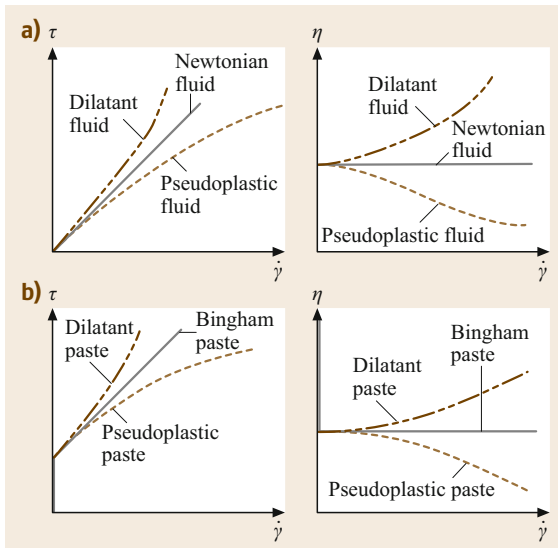 a)
τ
Newtonian
fluid
Dilatant
fluid
Pseudoplastic
fluid
γ̇
η
Dilatant
fluid
Newtonian
fluid
Pseudoplastic fluid
γ̇
b)
τ
Dilatant
paste
Bingham
paste
Pseudoplastic
paste
γ̇
η
Bingham
paste
Dilatant
paste
Pseudoplastic paste
γ̇